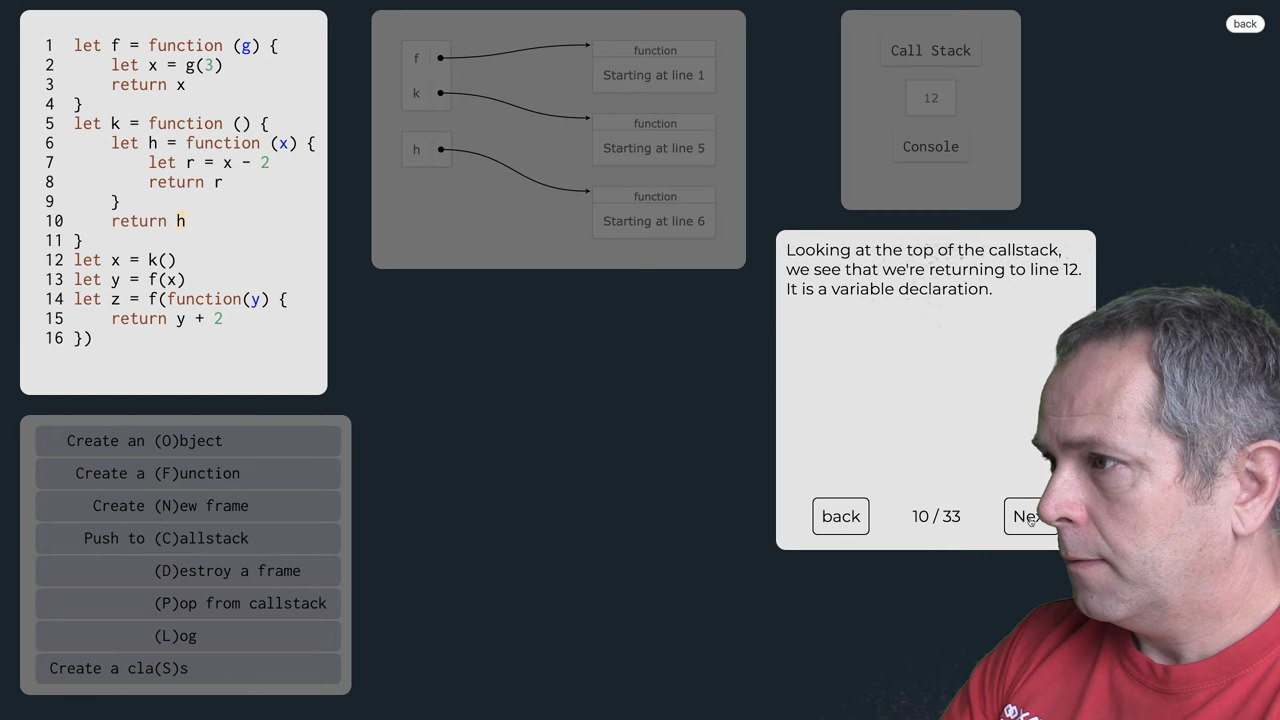 1 let f = function (g) {
2 let x = g(3)
3 return x
4 }
5 let k = function () {
6 let h = function (x) {
7 let r = x - 2
8 return r
9 }
10 return h
11 }
12 let x = k()
13 let y = f(x)
14 let z = f(function(y) {
15 return y + 2
16 })
Create an (O)bject
Create a (F)unction
Create (N)ew frame
Push to (C)allstack
(D)estroy a frame
(P)op from callstack
(L)og
Create a cla(S)s
f
k
h
function
Starting at line 1
function
Starting at line 5
function
Starting at line 6
Call Stack
12
Console
back
Looking at the top of the callstack,
we see that we're returning to line 12.
It is a variable declaration.
back
10 / 33